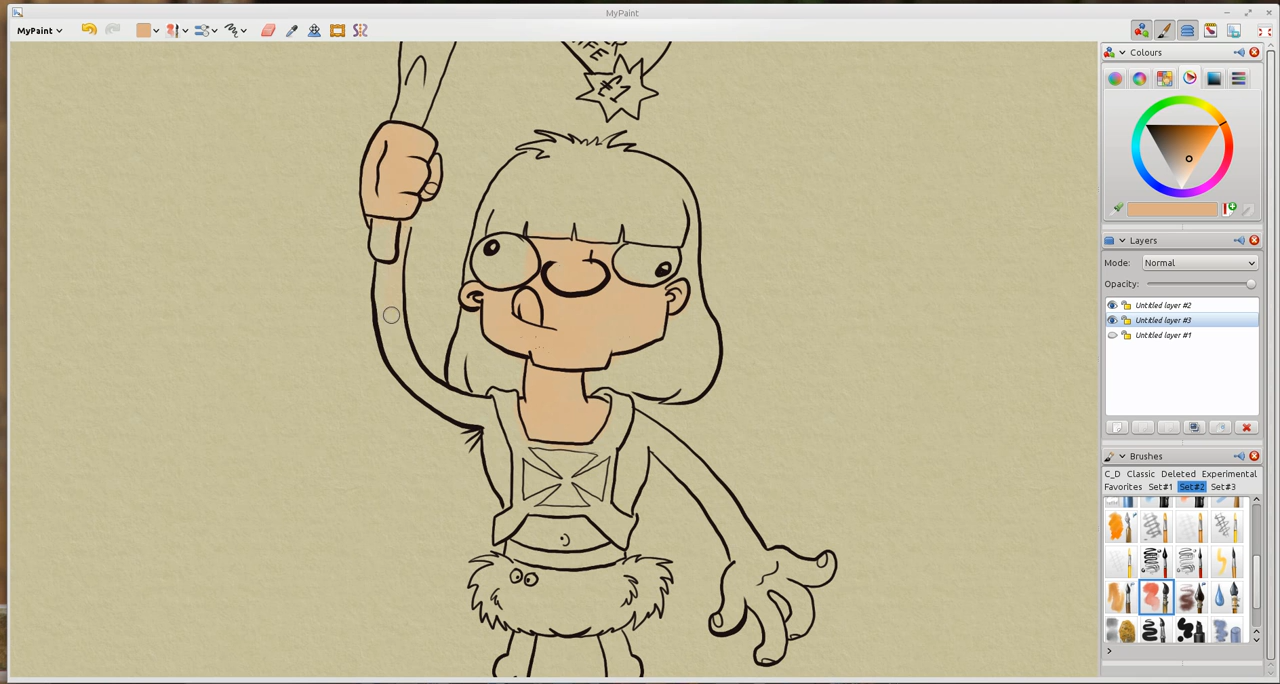 MyPaint
MyPaint
Colours
Layers
Mode: Normal
Opacity:
Untitled layer #2
Untitled layer #3
Untitled layer #1
Brushes
C_D Classic Deleted Experimental
Favorites Set#1 Set#2 Set#3
#1